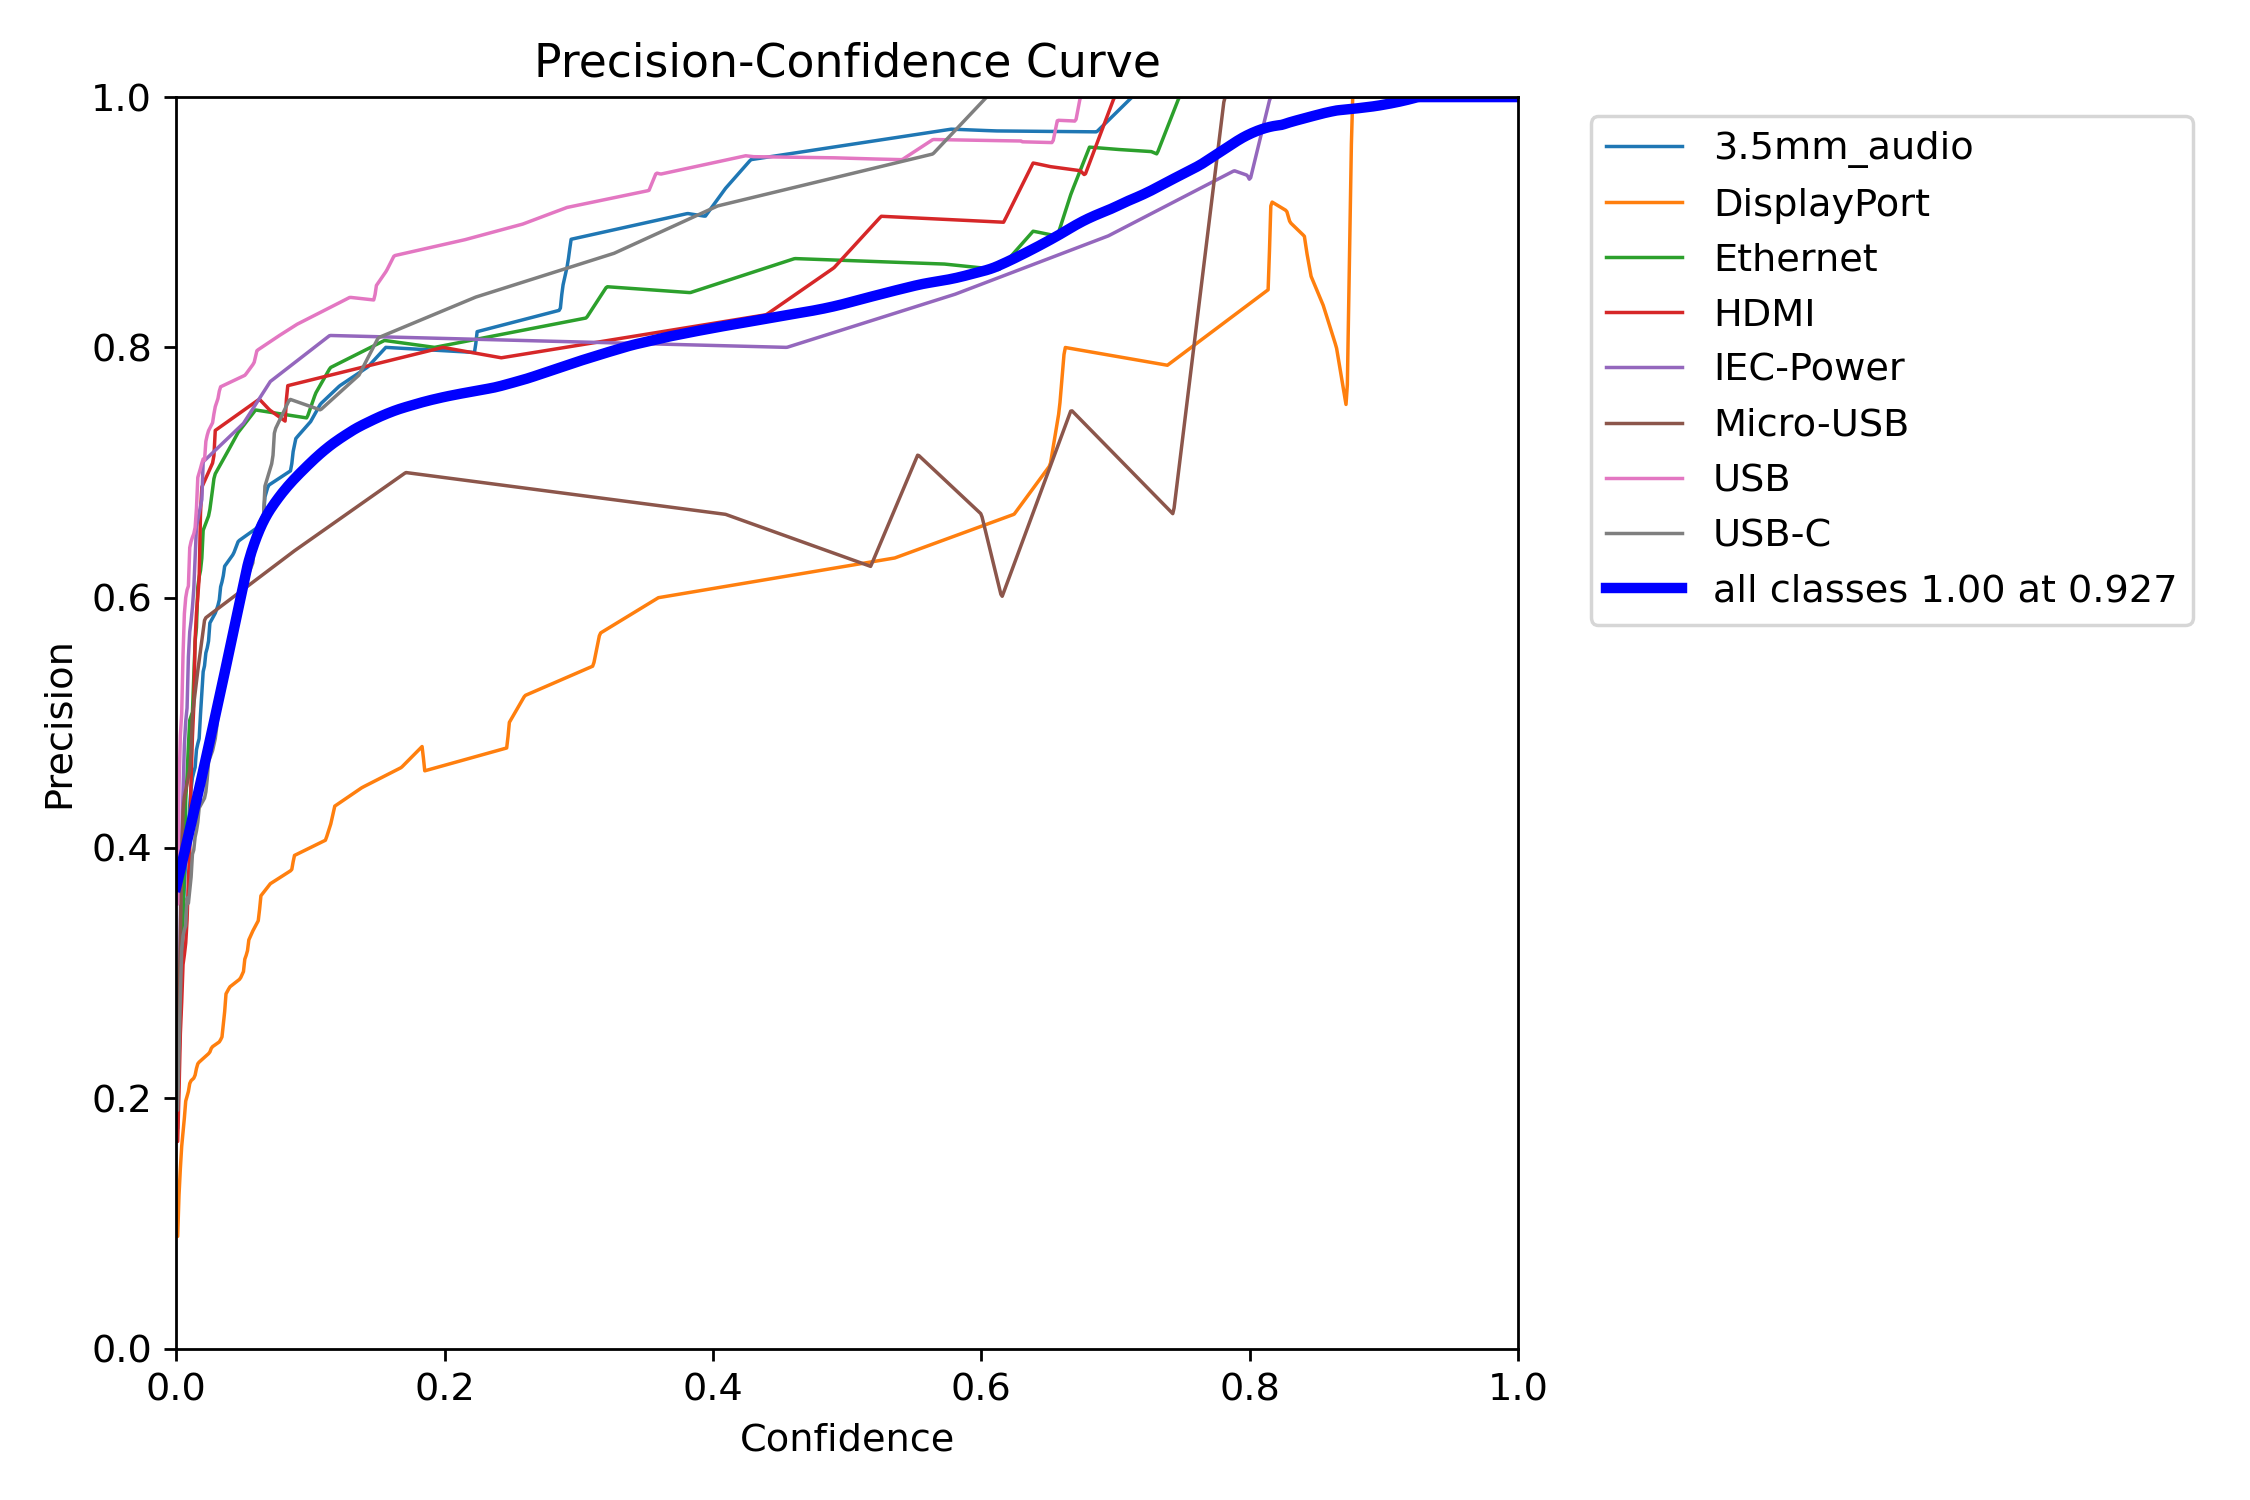 Precision-Confidence Curve
1.0
0.8
0.6
0.4
0.2
0.0
Precision
0.0 0.2 0.4 0.6 0.8 1.0
Confidence
3.5mm_audio
DisplayPort
Ethernet
HDMI
IEC-Power
Micro-USB
USB
USB-C
all classes 1.00 at 0.927